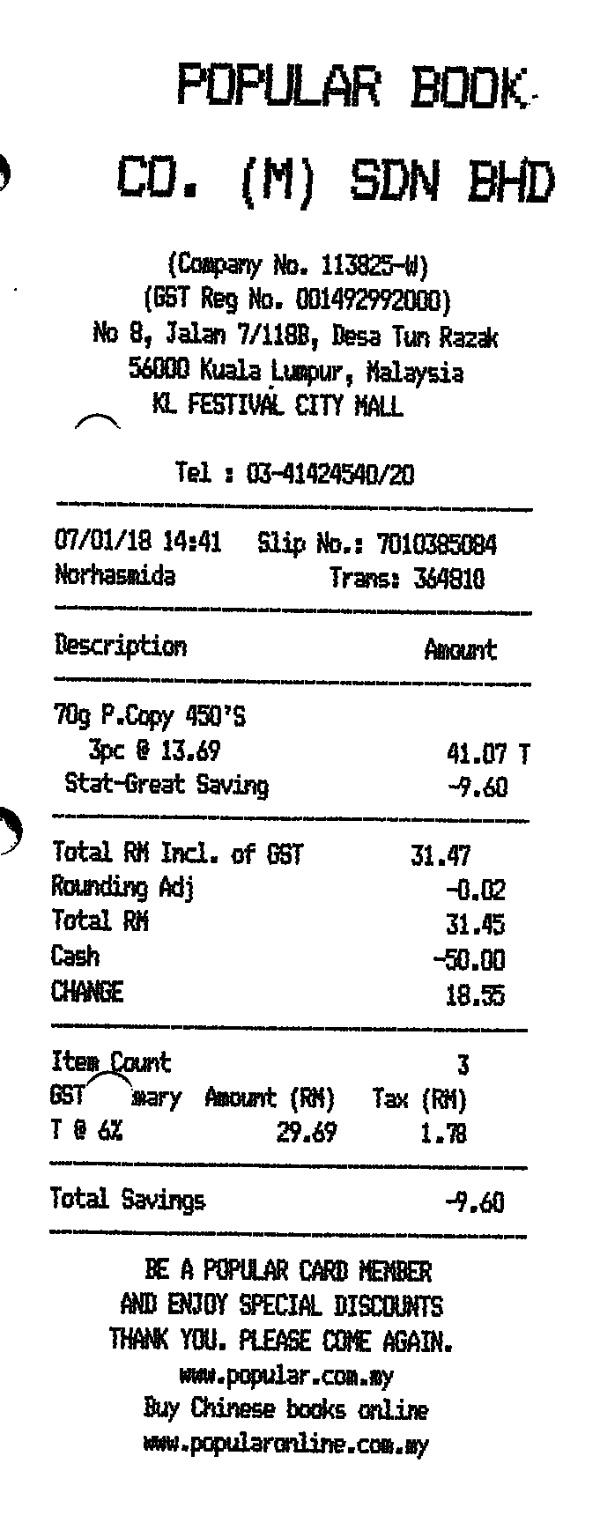 POPULAR BOOK
CO. (M) SDN BHD
(Company No. 113825-W)
(GST Reg No. 001492992000)
No 8, Jalan 7/118B, Desa Tun Razak
56000 Kuala Lumpur, Malaysia
KL FESTIVAL CITY MALL
Tel : 03-41424540/20
07/01/18 14:41 Slip No.: 7010385084
Norhasmida Trans: 364810
Description Amount
70g P.Copy 450'S
3pc @ 13.69 41.07 T
Stat-Great Saving -9.60
Total RM Incl. of GST 31.47
Rounding Adj -0.02
Total RM 31.45
Cash -50.00
CHANGE 18.55
Item Count 3
GST mary Amount (RM) Tax (RM)
T @ 6% 29.69 1.78
Total Savings -9.60
BE A POPULAR CARD MEMBER
AND ENJOY SPECIAL DISCOUNTS
THANK YOU. PLEASE COME AGAIN.
www.popular.com.my
Buy Chinese books online
www.popularonline.com.my